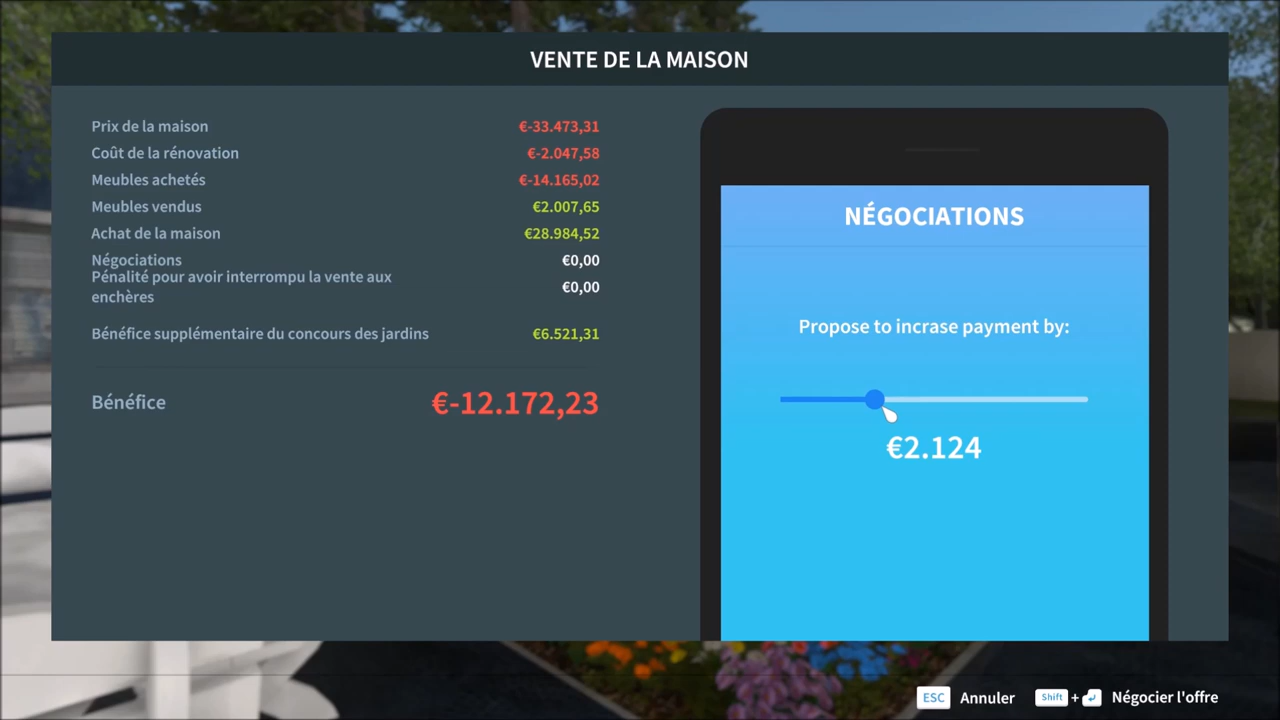 VENTE DE LA MAISON
Prix de la maison €-33.473,31
Coût de la rénovation €-2.047,58
Meubles achetés €-14.165,02
Meubles vendus €2.007,65
Achat de la maison €28.984,52
Négociations €0,00
Pénalité pour avoir interrompu la vente aux
enchères €0,00
Bénéfice supplémentaire du concours des jardins €6.521,31
Bénéfice €-12.172,23
NÉGOCIATIONS
Propose to incrase payment by:
€2.124
ESC Annuler Shift + Négocier l'offre